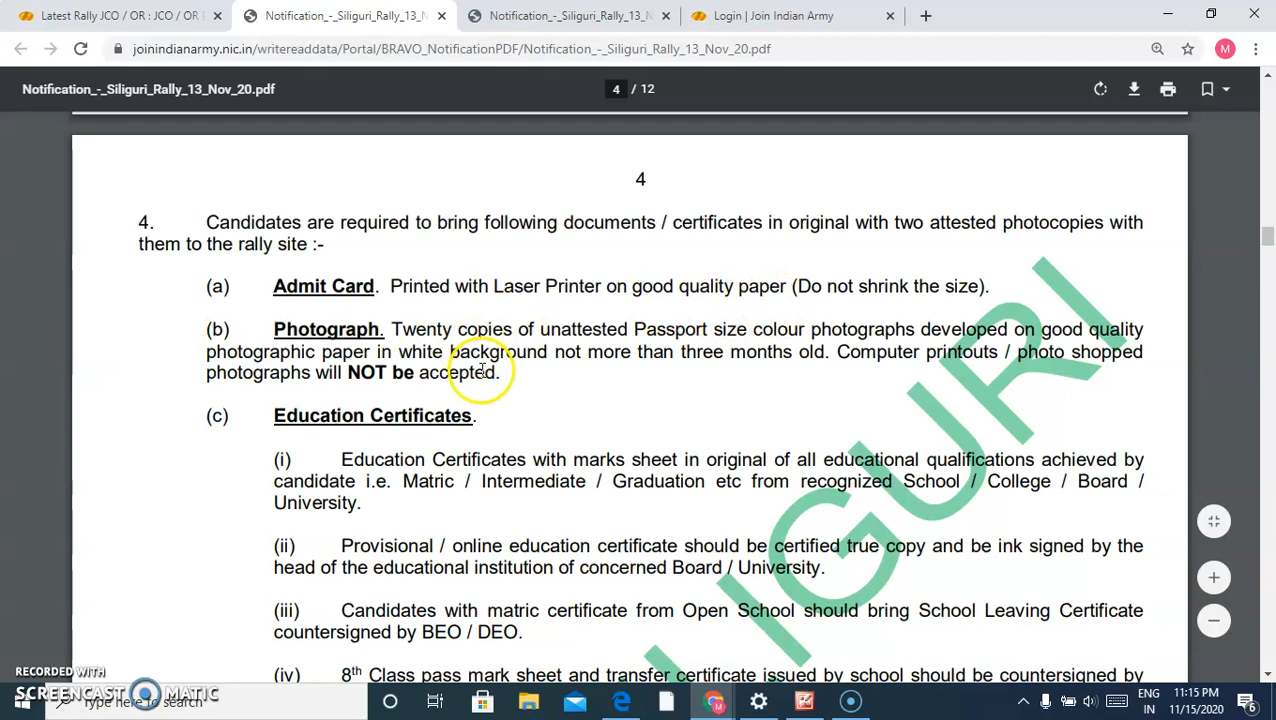 Latest Rally JCO / OR : JCO / OR E
Notification_-_Siliguri_Rally_13_N
Notification_-_Siliguri_Rally_13_N
Login | Join Indian Army
joinindianarmy.nic.in/writereaddata/Portal/BRAVO_NotificationPDF/Notification_-_Siliguri_Rally_13_Nov_20.pdf
M
Notification_-_Siliguri_Rally_13_Nov_20.pdf
4 / 12
4
4. Candidates are required to bring following documents / certificates in original with two attested photocopies with
them to the rally site :-
(a) Admit Card. Printed with Laser Printer on good quality paper (Do not shrink the size).
(b) Photograph. Twenty copies of unattested Passport size colour photographs developed on good quality
photographic paper in white background not more than three months old. Computer printouts / photo shopped
photographs will NOT be accepted.
(c) Education Certificates.
(i) Education Certificates with marks sheet in original of all educational qualifications achieved by
candidate i.e. Matric / Intermediate / Graduation etc from recognized School / College / Board /
University.
(ii) Provisional / online education certificate should be certified true copy and be ink signed by the
head of the educational institution of concerned Board / University.
(iii) Candidates with matric certificate from Open School should bring School Leaving Certificate
countersigned by BEO / DEO.
(iv) 8th Class pass mark sheet and transfer certificate issued by school should be countersigned by
LIGURI
RECORDED WITH
SCREENCAST MATIC
Type here to search
ENG
IN
11:15 PM
11/15/2020
6